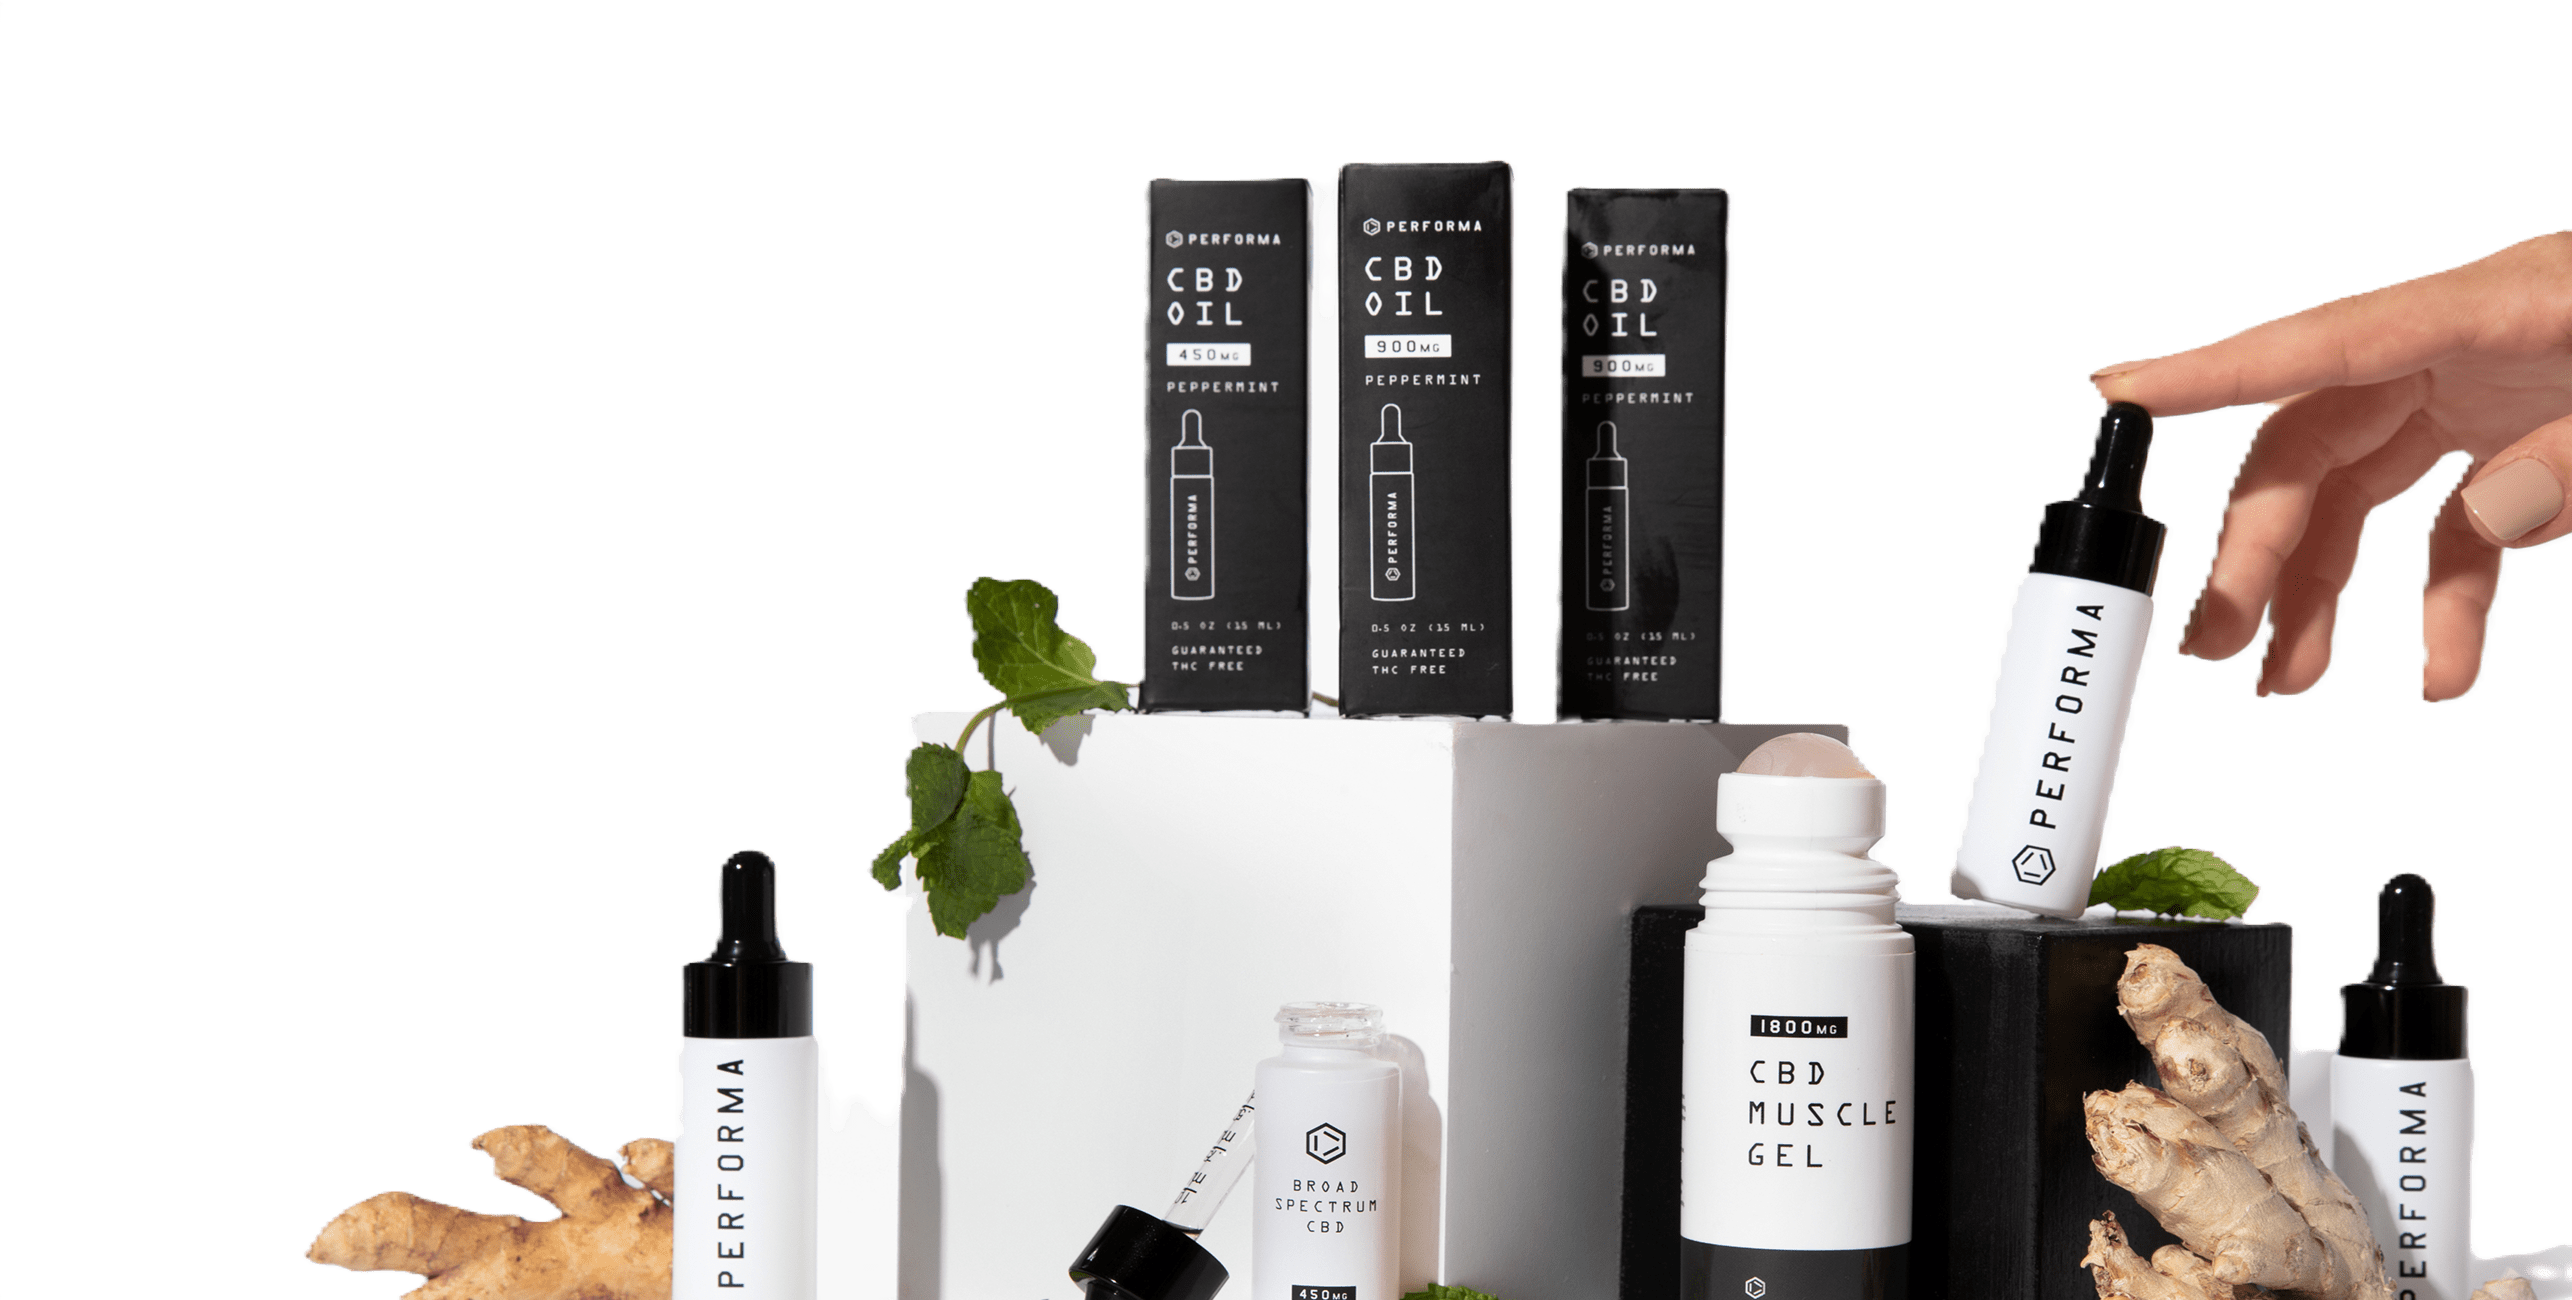 PERFORMA
CBD
OIL
450MG
PEPPERMINT
PERFORMA
0.5 OZ (15 ML)
GUARANTEED
THC FREE
PERFORMA
CBD
OIL
900MG
PEPPERMINT
PERFORMA
0.5 OZ (15 ML)
GUARANTEED
THC FREE
PERFORMA
CBD
OIL
900MG
PEPPERMINT
PERFORMA
0.5 OZ (15 ML)
GUARANTEED
THC FREE
PERFORMA
PERFORMA
BROAD
SPECTRUM
CBD
450MG
1800MG
CBD
MUSCLE
GEL
PERFORMA